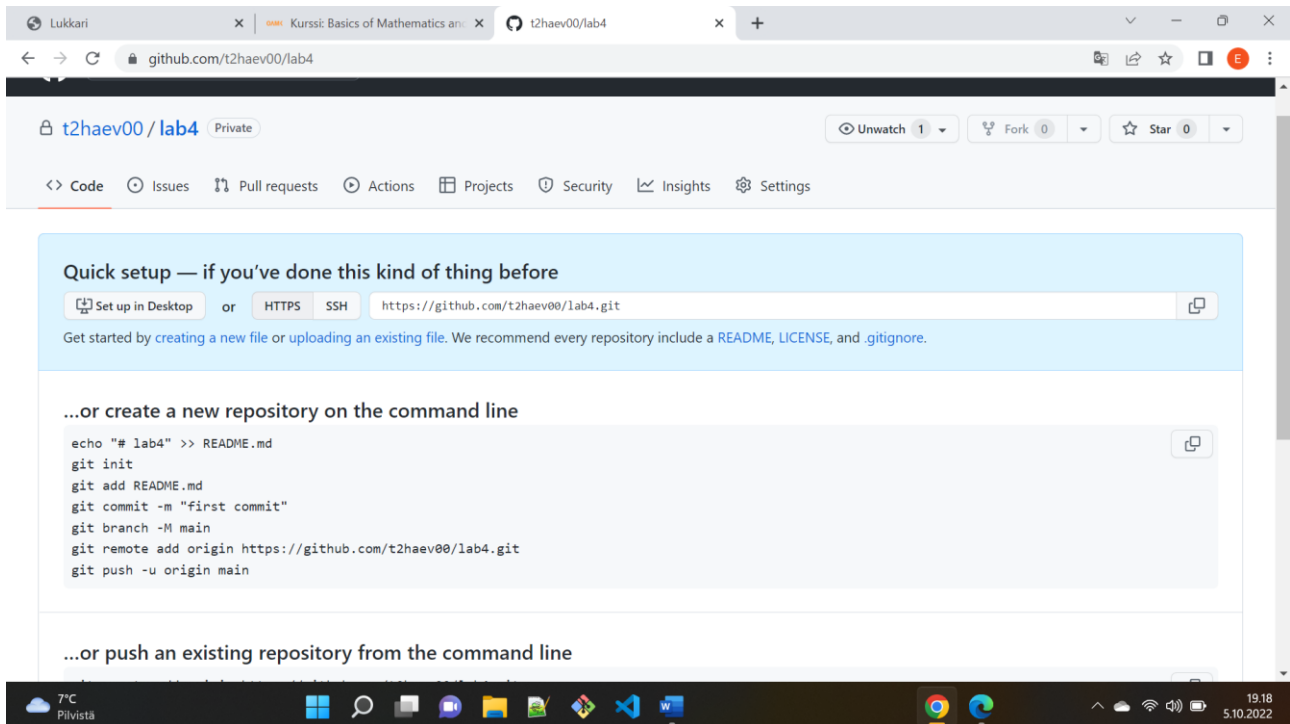 Lukkari
Kurssi: Basics of Mathematics and
t2haev00/lab4
github.com/t2haev00/lab4
E
t2haev00 / lab4 Private
Unwatch 1
Fork 0
Star 0
<> Code
Issues
Pull requests
Actions
Projects
Security
Insights
Settings
Quick setup — if you've done this kind of thing before
Set up in Desktop or HTTPS SSH https://github.com/t2haev00/lab4.git
Get started by creating a new file or uploading an existing file. We recommend every repository include a README, LICENSE, and .gitignore.
...or create a new repository on the command line
echo "# lab4" >> README.md
git init
git add README.md
git commit -m "first commit"
git branch -M main
git remote add origin https://github.com/t2haev00/lab4.git
git push -u origin main
...or push an existing repository from the command line
7°C
Pilvistä
19.18
5.10.2022